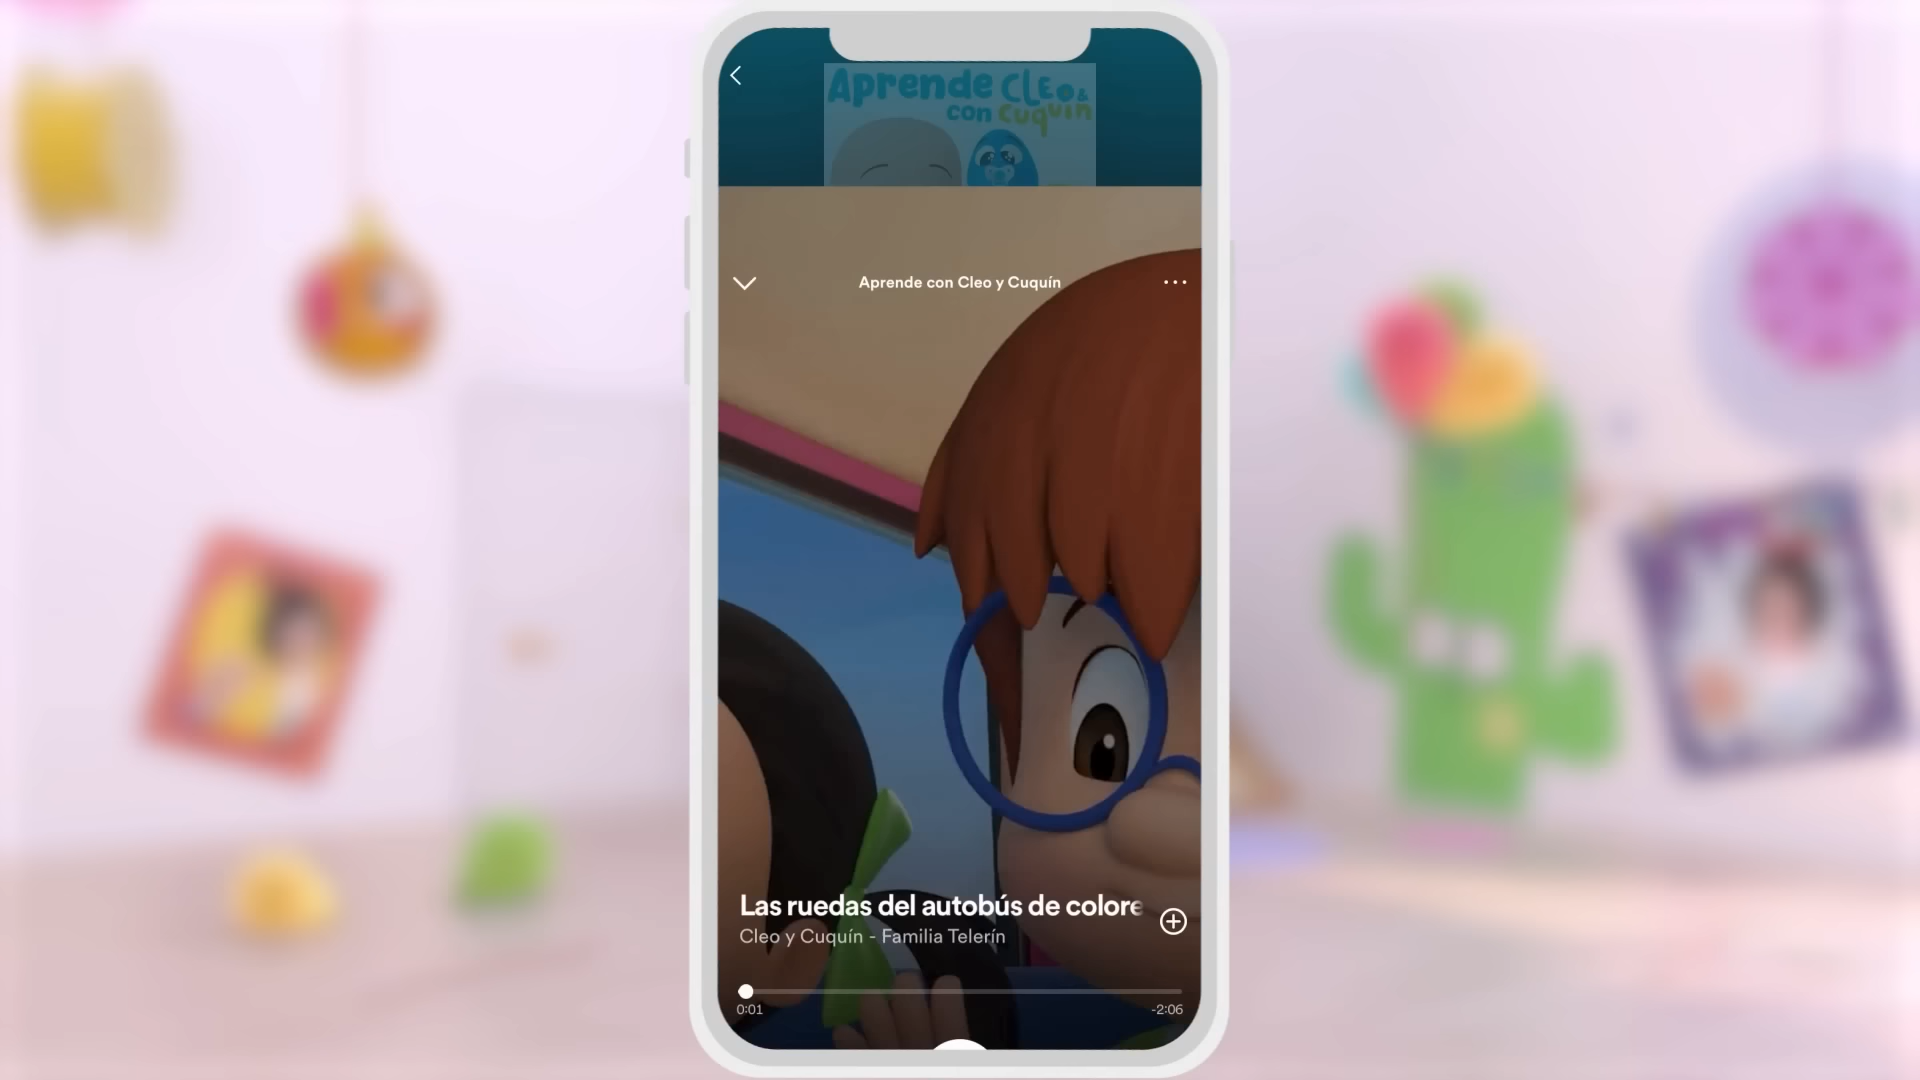 Aprende CLEO &
con cuquín
Aprende con Cleo y Cuquín
Las ruedas del autobús de colore
Cleo y Cuquín - Familia Telerín
0:01
-2:06